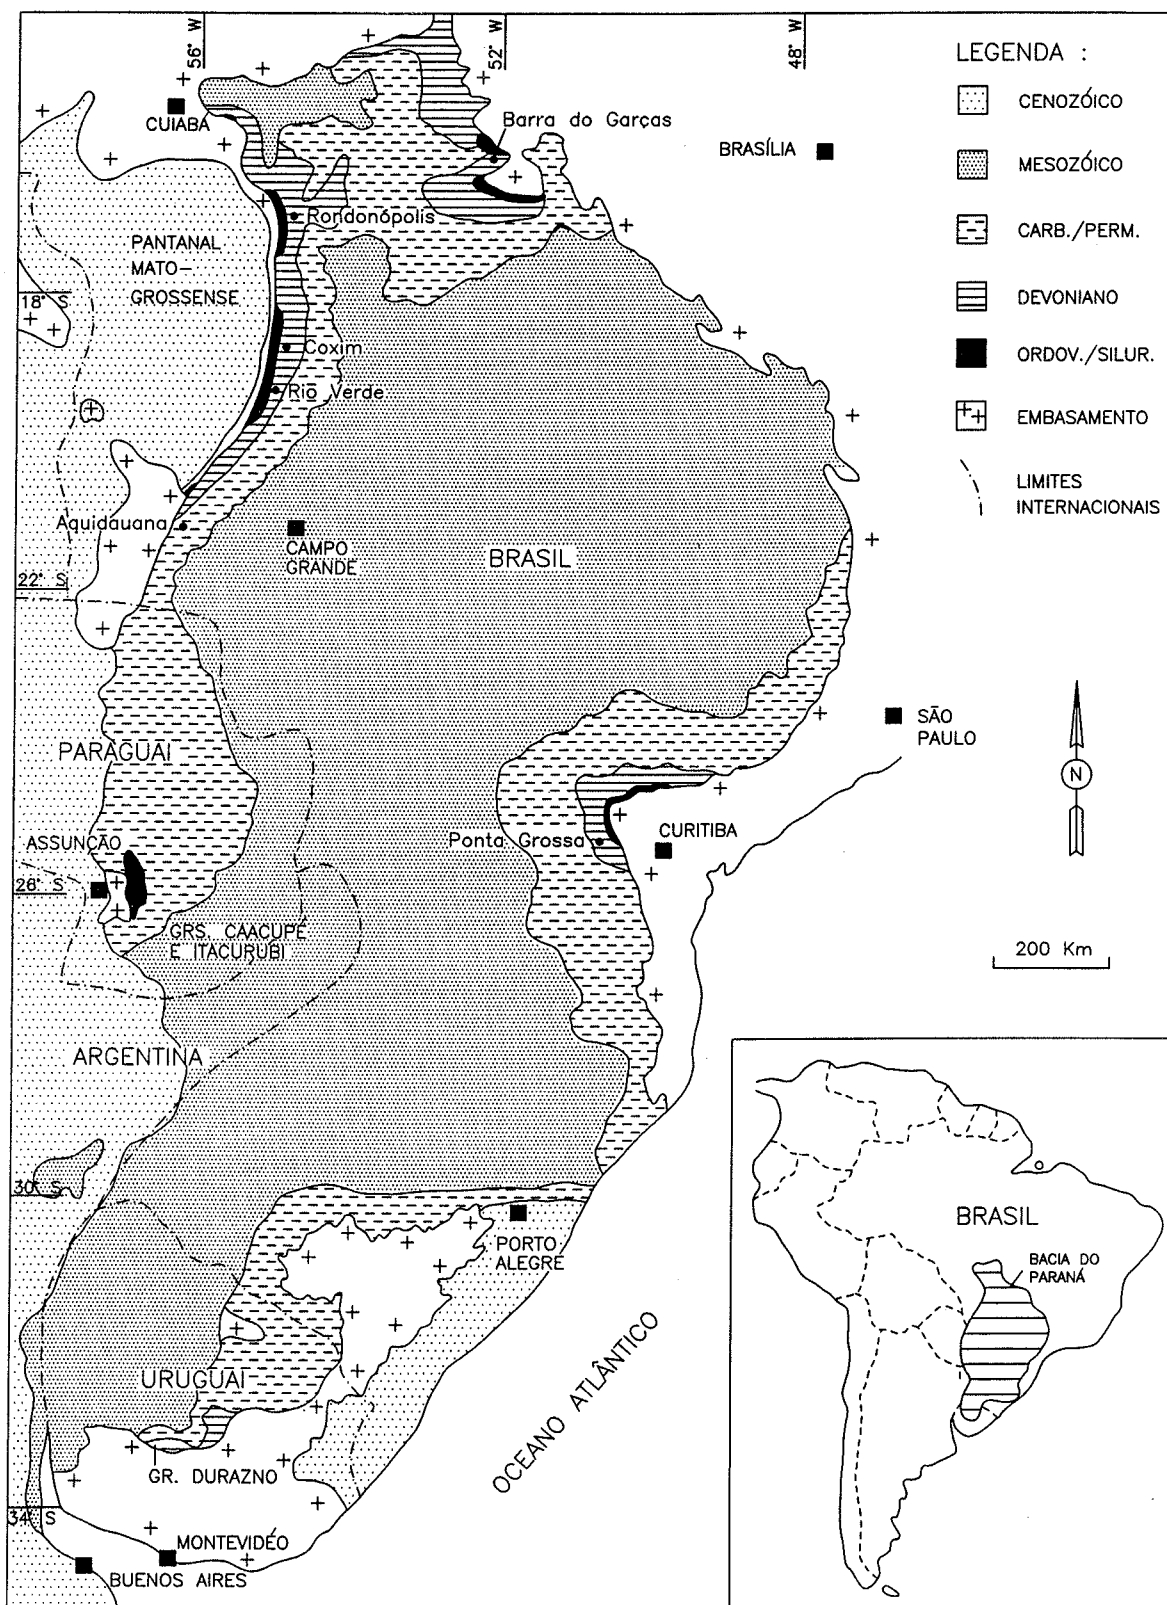 56° W
52° W
48° W
LEGENDA :
CENOZÓICO
MESOZÓICO
CARB./PERM.
DEVONIANO
ORDOV./SILUR.
EMBASAMENTO
LIMITES
INTERNACIONAIS
CUIABÁ
Barra do Garças
BRASÍLIA
Rondonópolis
PANTANAL
MATO-
GROSSENSE
18° S
Coxim
Rio Verde
Aquidauana
CAMPO
GRANDE
BRASIL
22° S
SÃO
PAULO
PARAGUAI
N
ASSUNÇÃO
Ponta Grossa
CURITIBA
26° S
GRS. CAACUPÉ
E ITACURUBI
200 Km
ARGENTINA
30° S
PORTO
ALEGRE
URUGUAI
OCEANO ATLÂNTICO
GR. DURAZNO
34° S
MONTEVIDÉO
BUENOS AIRES
BRASIL
BACIA DO
PARANÁ